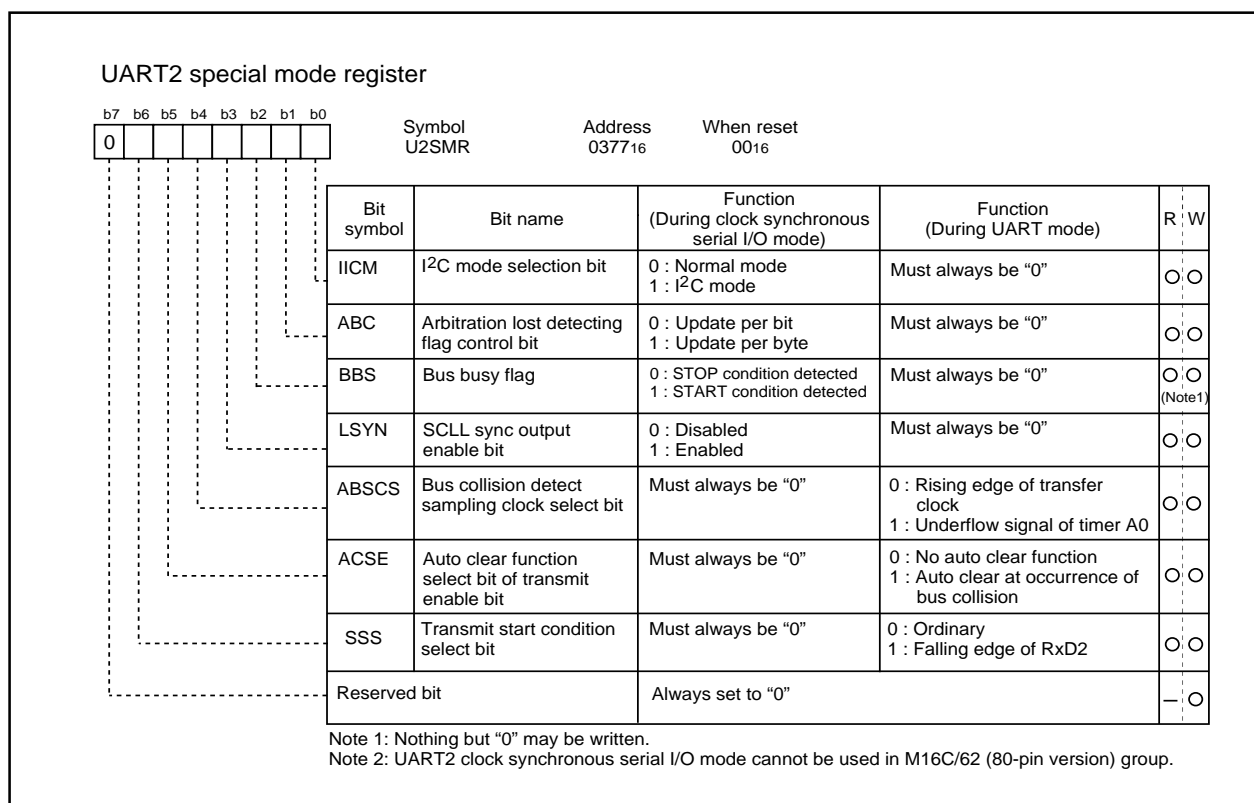 UART2 special mode register
b7 b6 b5 b4 b3 b2 b1 b0
0
Symbol Address When reset
U2SMR 037716 0016
Bit symbol Bit name Function (During clock synchronous serial I/O mode) Function (During UART mode) R W
IICM I2C mode selection bit 0 : Normal mode Must always be “0”
1 : I2C mode
ABC Arbitration lost detecting 0 : Update per bit Must always be “0”
flag control bit 1 : Update per byte
BBS Bus busy flag 0 : STOP condition detected Must always be “0”
1 : START condition detected (Note1)
LSYN SCLL sync output 0 : Disabled Must always be “0”
enable bit 1 : Enabled
ABSCS Bus collision detect Must always be “0” 0 : Rising edge of transfer
sampling clock select bit clock
1 : Underflow signal of timer A0
ACSE Auto clear function Must always be “0” 0 : No auto clear function
select bit of transmit 1 : Auto clear at occurrence of
enable bit bus collision
SSS Transmit start condition Must always be “0” 0 : Ordinary
select bit 1 : Falling edge of RxD2
Reserved bit Always set to “0” –
Note 1: Nothing but “0” may be written.
Note 2: UART2 clock synchronous serial I/O mode cannot be used in M16C/62 (80-pin version) group.